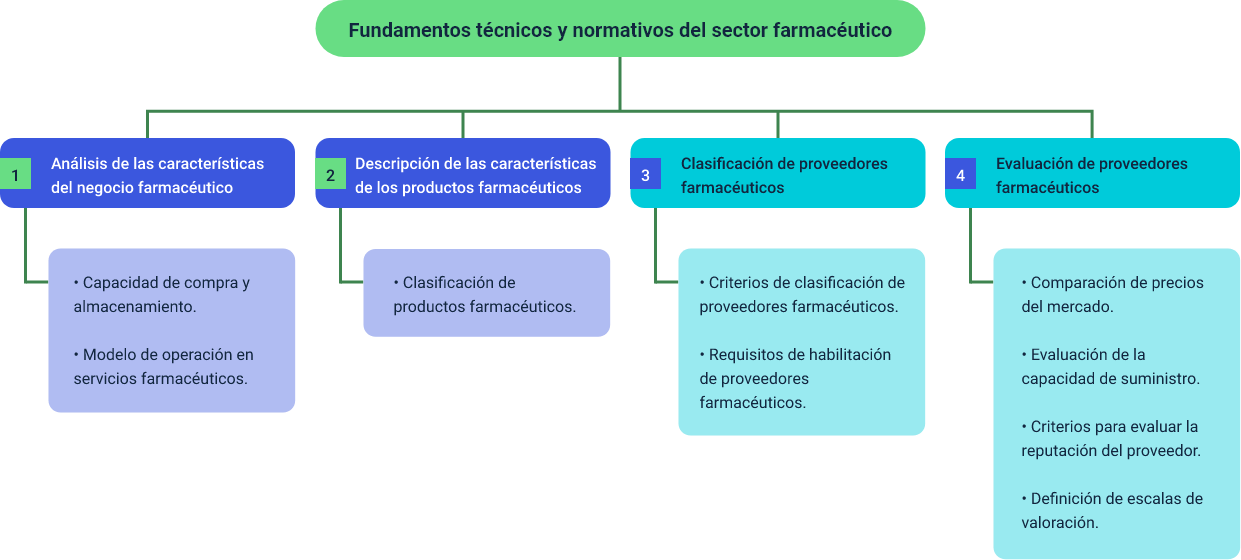 Fundamentos técnicos y normativos del sector farmacéutico
1
Análisis de las características
del negocio farmacéutico
• Capacidad de compra y
almacenamiento.
• Modelo de operación en
servicios farmacéuticos.
2
Descripción de las características
de los productos farmacéuticos
• Clasificación de
productos farmacéuticos.
3
Clasificación de proveedores
farmacéuticos
• Criterios de clasificación de
proveedores farmacéuticos.
• Requisitos de habilitación
de proveedores
farmacéuticos.
4
Evaluación de proveedores
farmacéuticos
• Comparación de precios
del mercado.
• Evaluación de la
capacidad de suministro.
• Criterios para evaluar la
reputación del proveedor.
• Definición de escalas de
valoración.